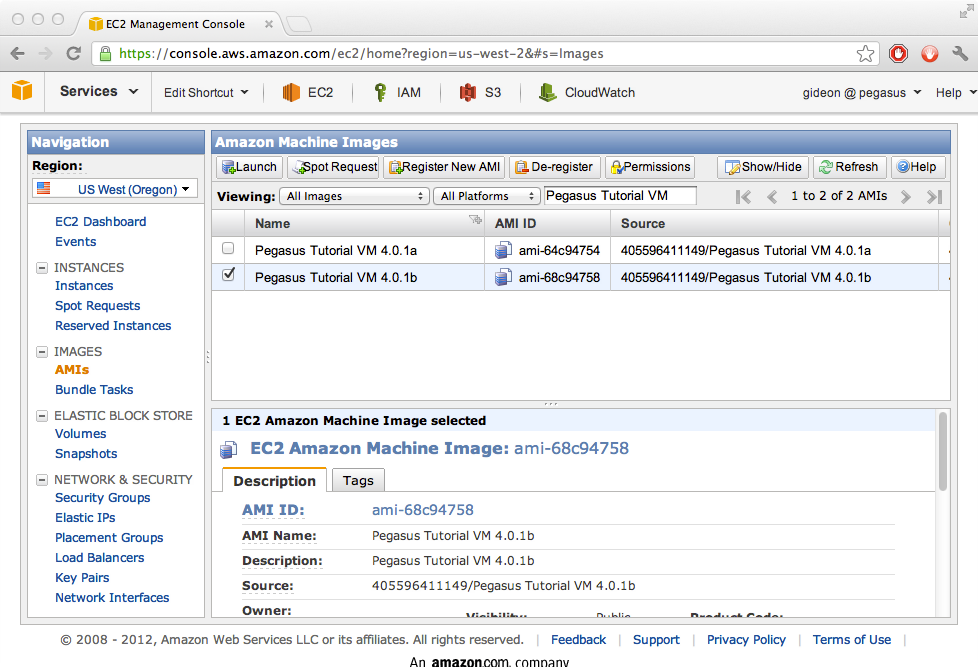 EC2 Management Console
https://console.aws.amazon.com/ec2/home?region=us-west-2&#s=Images
Services Edit Shortcut EC2 IAM S3 CloudWatch gideon @ pegasus Help
Navigation
Region:
US West (Oregon)
EC2 Dashboard
Events
INSTANCES
Instances
Spot Requests
Reserved Instances
IMAGES
AMIs
Bundle Tasks
ELASTIC BLOCK STORE
Volumes
Snapshots
NETWORK & SECURITY
Security Groups
Elastic IPs
Placement Groups
Load Balancers
Key Pairs
Network Interfaces
Amazon Machine Images
Launch Spot Request Register New AMI De-register Permissions Show/Hide Refresh Help
Viewing: All Images All Platforms Pegasus Tutorial VM 1 to 2 of 2 AMIs
Name AMI ID Source
Pegasus Tutorial VM 4.0.1a ami-64c94754 405596411149/Pegasus Tutorial VM 4.0.1a
Pegasus Tutorial VM 4.0.1b ami-68c94758 405596411149/Pegasus Tutorial VM 4.0.1b
1 EC2 Amazon Machine Image selected
EC2 Amazon Machine Image: ami-68c94758
Description Tags
AMI ID: ami-68c94758
AMI Name: Pegasus Tutorial VM 4.0.1b
Description: Pegasus Tutorial VM 4.0.1b
Source: 405596411149/Pegasus Tutorial VM 4.0.1b
Owner: Visibility: Public Product Code:
© 2008 - 2012, Amazon Web Services LLC or its affiliates. All rights reserved. | Feedback | Support | Privacy Policy | Terms of Use |
An amazon.com. company